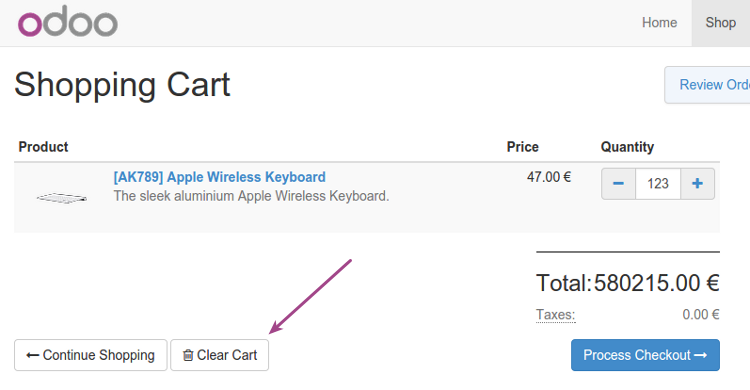 odoo
Home Shop
Shopping Cart
Review Orde
Product Price Quantity
[AK789] Apple Wireless Keyboard 47.00 € − 123 +
The sleek aluminium Apple Wireless Keyboard.
Total: 580215.00 €
Taxes: 0.00 €
← Continue Shopping Clear Cart Process Checkout →